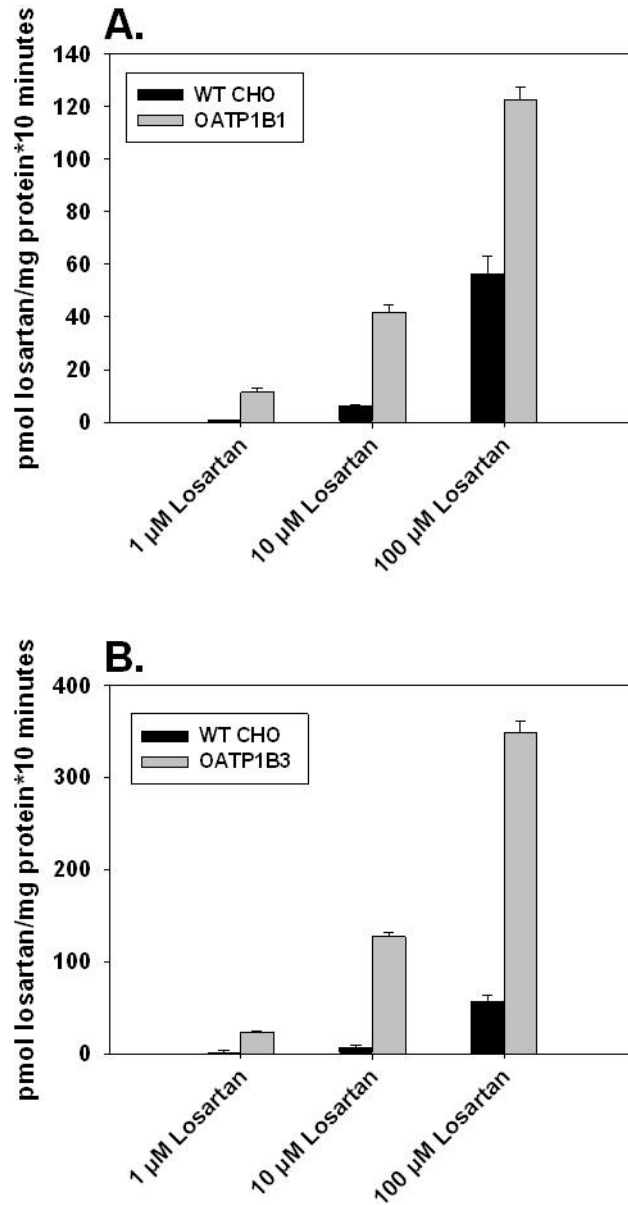 A.
pmol losartan/mg protein*10 minutes
140
120
100
80
60
40
20
0
WT CHO
OATP1B1
1 µM Losartan
10 µM Losartan
100 µM Losartan
B.
pmol losartan/mg protein*10 minutes
400
300
200
100
0
WT CHO
OATP1B3
1 µM Losartan
10 µM Losartan
100 µM Losartan